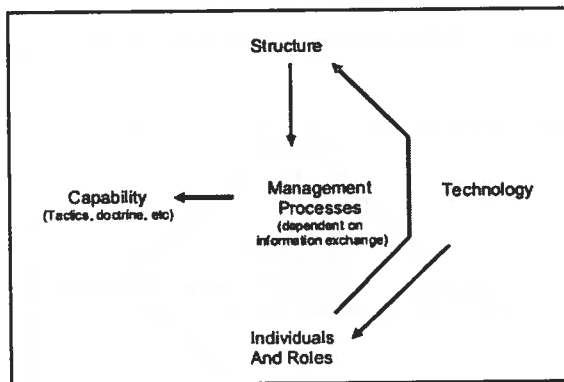 Structure
Capability
(Tactics, doctrine, etc)
Management
Processes
(dependent on
information exchange)
Technology
Individuals
And Roles